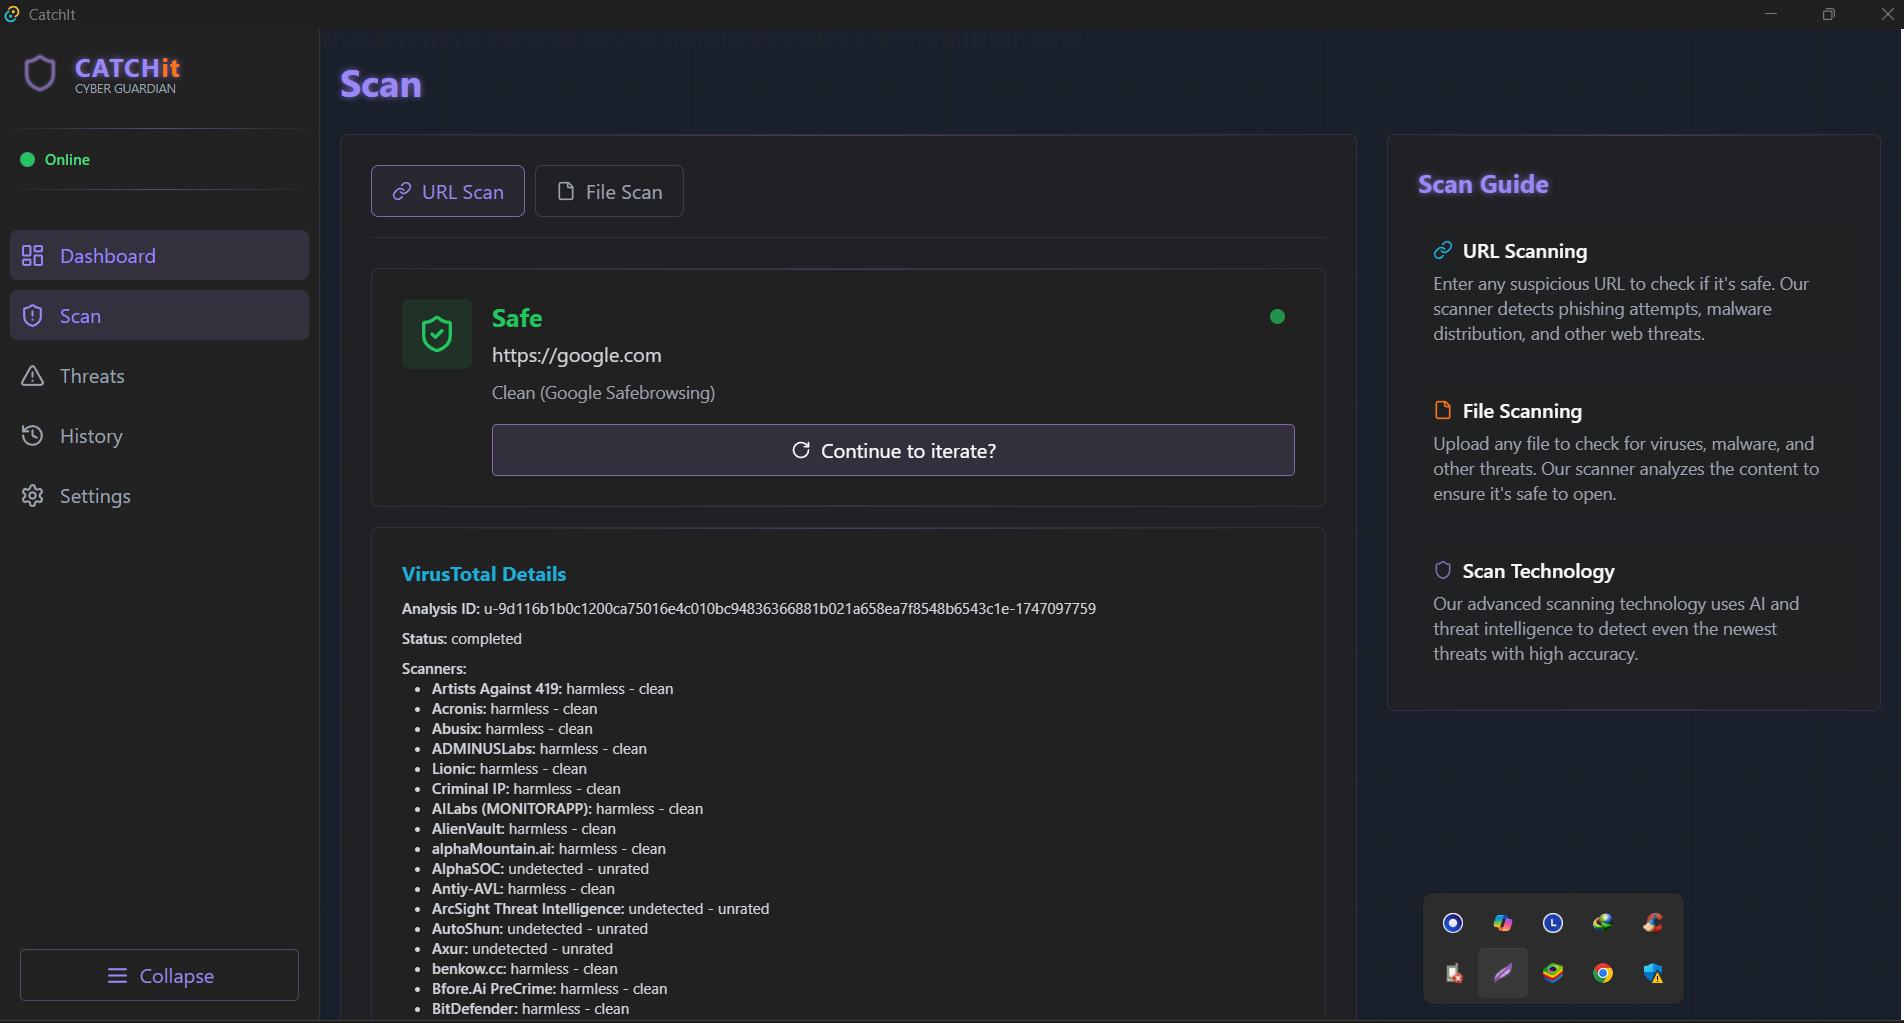 CatchIt
CATCHit
CYBER GUARDIAN
Online
Dashboard
Scan
Threats
History
Settings
Collapse
Scan
URL Scan
File Scan
Safe
https://google.com
Clean (Google Safebrowsing)
Continue to iterate?
VirusTotal Details
Analysis ID: u-9d116b1b0c1200ca75016e4c010bc94836366881b021a658ea7f8548b6543c1e-1747097759
Status: completed
Scanners:
Artists Against 419: harmless - clean
Acronis: harmless - clean
Abusix: harmless - clean
ADMINUSLabs: harmless - clean
Lionic: harmless - clean
Criminal IP: harmless - clean
AILabs (MONITORAPP): harmless - clean
AlienVault: harmless - clean
alphaMountain.ai: harmless - clean
AlphaSOC: undetected - unrated
Antiy-AVL: harmless - clean
ArcSight Threat Intelligence: undetected - unrated
AutoShun: undetected - unrated
Axur: undetected - unrated
benkow.cc: harmless - clean
Bfore.Ai PreCrime: harmless - clean
BitDefender: harmless - clean
Scan Guide
URL Scanning
Enter any suspicious URL to check if it's safe. Our
scanner detects phishing attempts, malware
distribution, and other web threats.
File Scanning
Upload any file to check for viruses, malware, and
other threats. Our scanner analyzes the content to
ensure it's safe to open.
Scan Technology
Our advanced scanning technology uses AI and
threat intelligence to detect even the newest
threats with high accuracy.